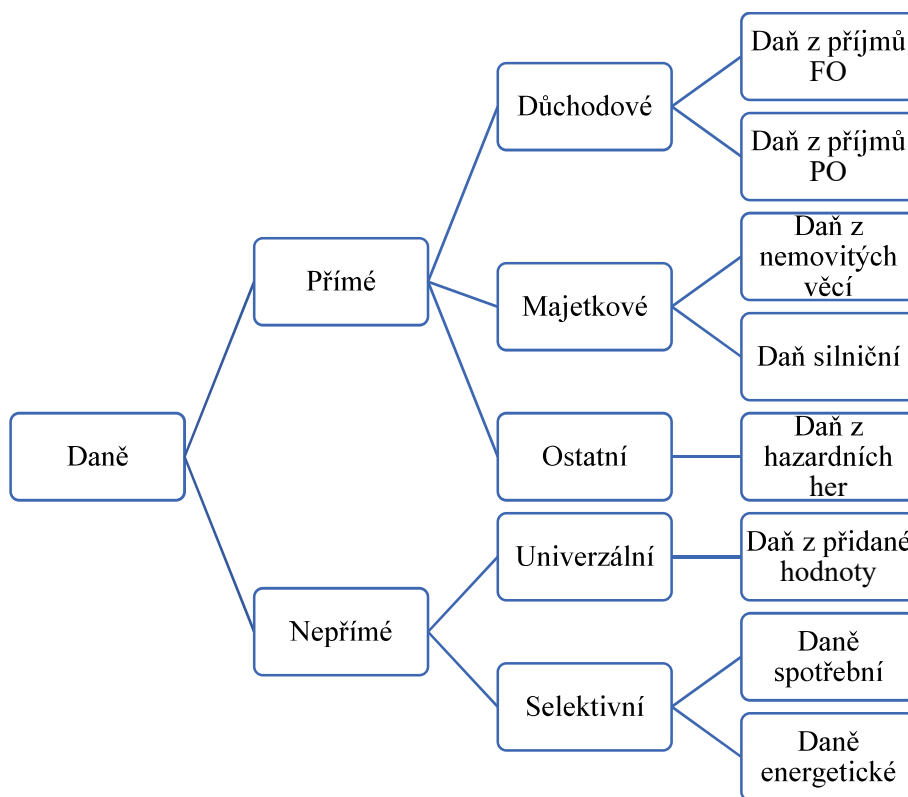 Daň z příjmů
FO
Důchodové
Daň z příjmů
PO
Daň z
nemovitých
věcí
Přímé
Majetkové
Daň silniční
Daň z
hazardních
her
Daně
Ostatní
Univerzální
Daň z přidané
hodnoty
Nepřímé
Daně
spotřební
Selektivní
Daně
energetické